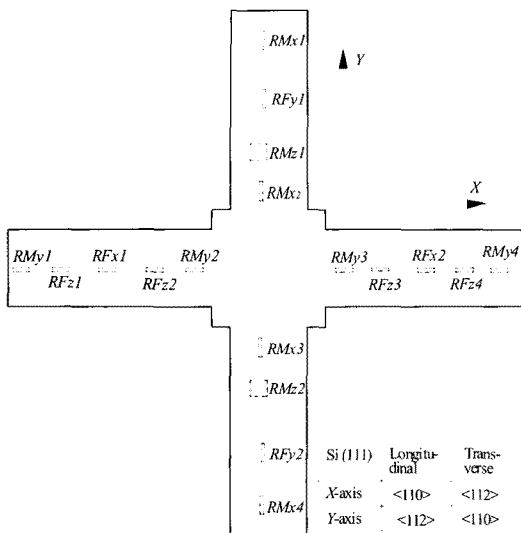 RMx1
Y
RFy1
RMz1
RMx2
X
RMy1 RFx1 RMy2 RMy3 RFx2 RMy4
RFz1 RFz2 RFz3 RFz4
RMx3
RMz2
RFy2
RMx4
Si (111) Longitu-dinal Trans-verse
X-axis <110> <112>
Y-axis <112> <110>